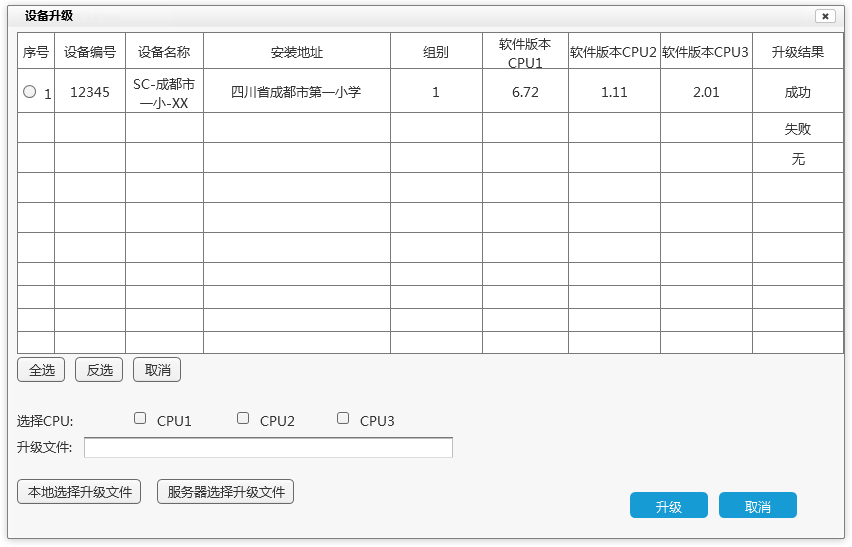 设备升级
序号 设备编号 设备名称 安装地址 组别 软件版本CPU1 软件版本CPU2 软件版本CPU3 升级结果
1 12345 SC-成都市一小-XX 四川省成都市第一小学 1 6.72 1.11 2.01 成功
失败
无
全选 反选 取消
选择CPU: CPU1 CPU2 CPU3
升级文件:
本地选择升级文件 服务器选择升级文件
升级 取消